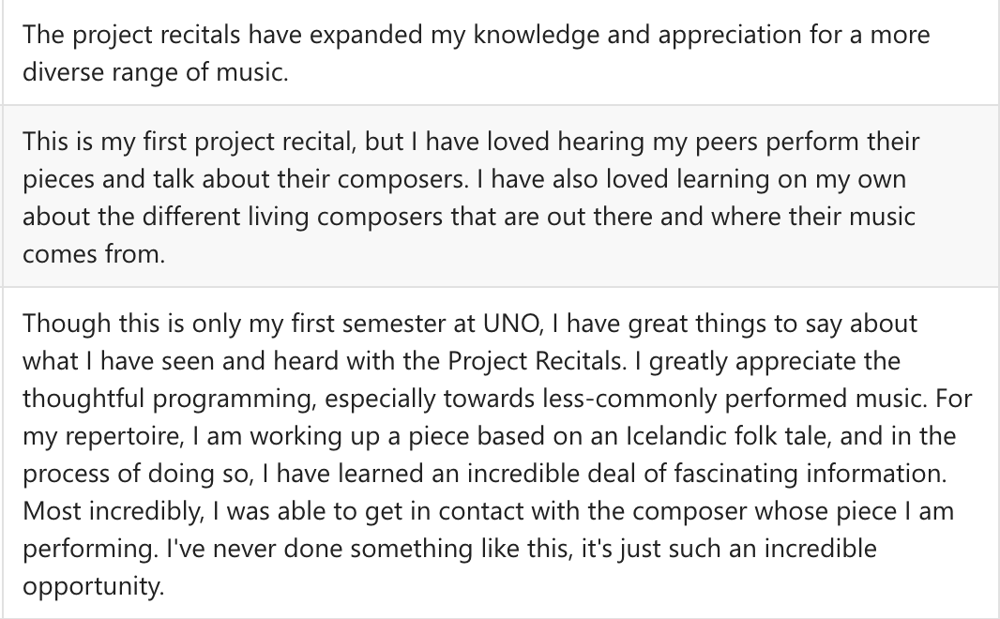 The project recitals have expanded my knowledge and appreciation for a more
diverse range of music.
This is my first project recital, but I have loved hearing my peers perform their
pieces and talk about their composers. I have also loved learning on my own
about the different living composers that are out there and where their music
comes from.
Though this is only my first semester at UNO, I have great things to say about
what I have seen and heard with the Project Recitals. I greatly appreciate the
thoughtful programming, especially towards less-commonly performed music. For
my repertoire, I am working up a piece based on an Icelandic folk tale, and in the
process of doing so, I have learned an incredible deal of fascinating information.
Most incredibly, I was able to get in contact with the composer whose piece I am
performing. I've never done something like this, it's just such an incredible
opportunity.